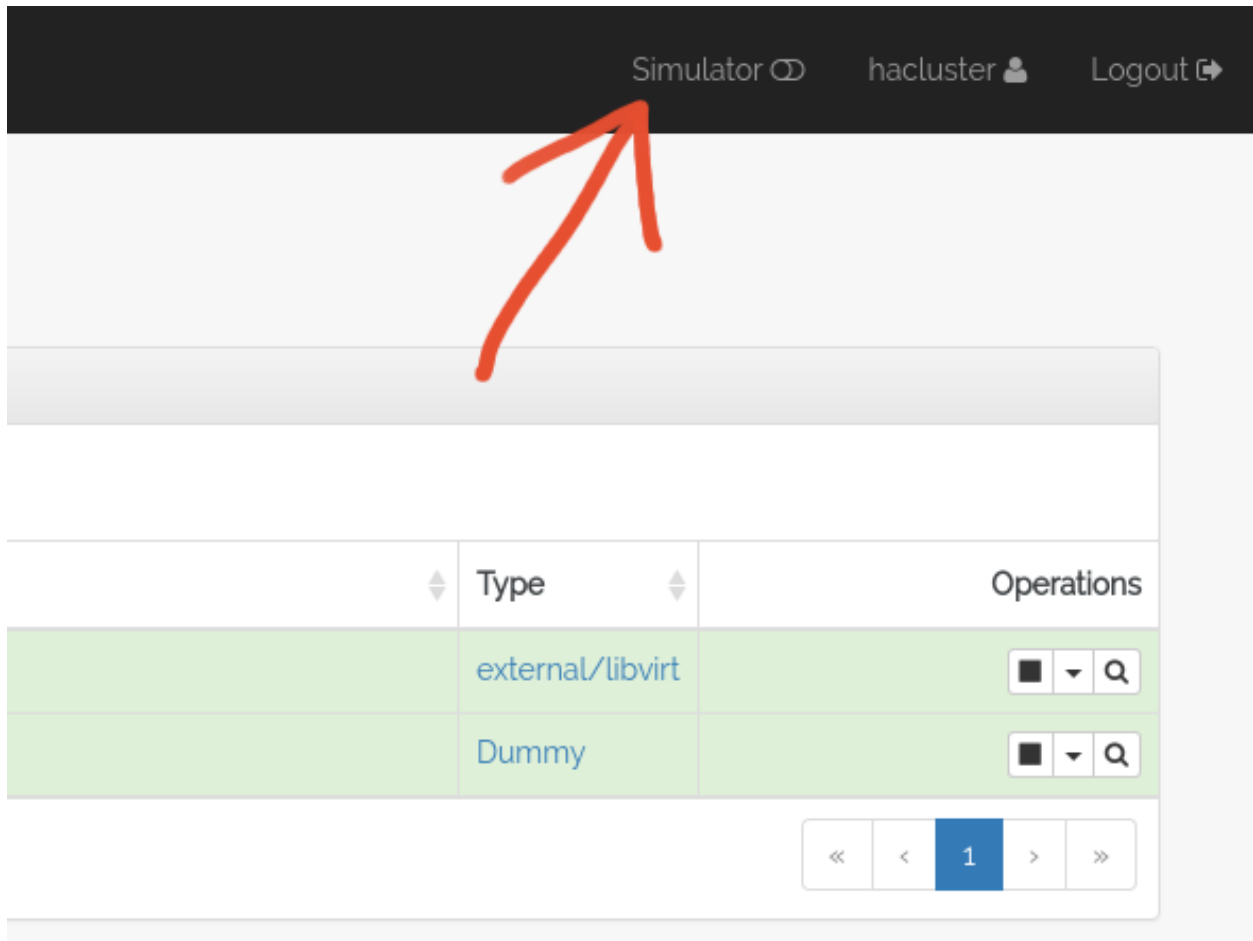 Simulator hacluster Logout
Type Operations
external/libvirt
Dummy
« ‹ 1 › »